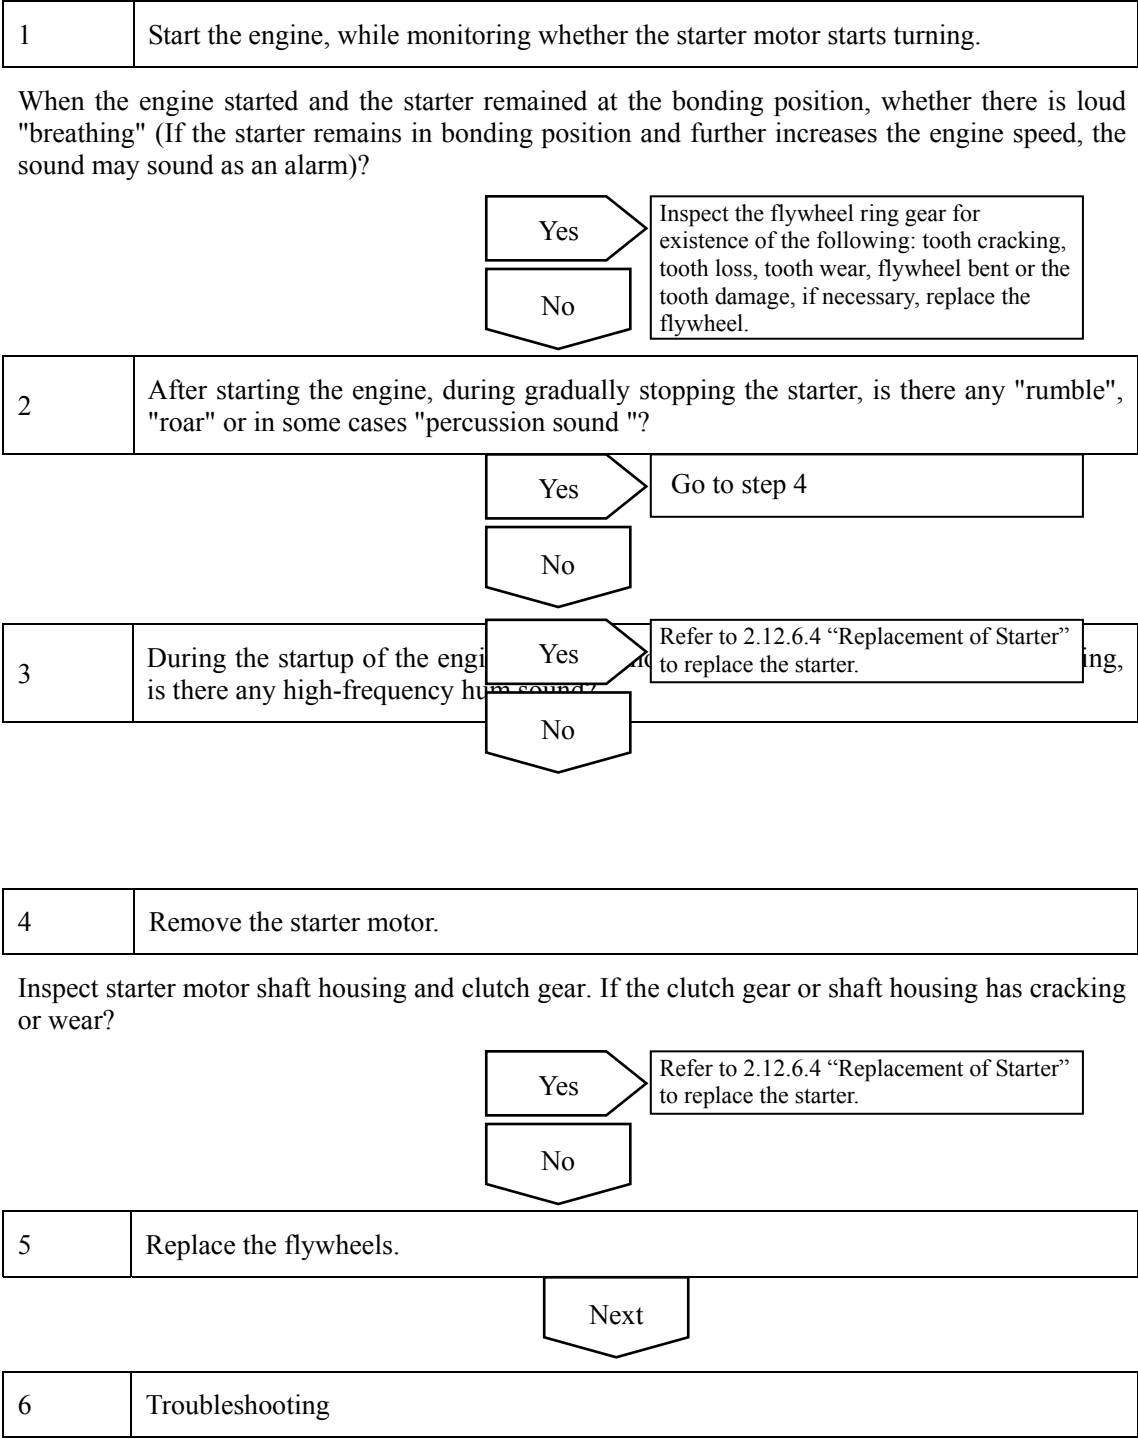 1 Start the engine, while monitoring whether the starter motor starts turning.
When the engine started and the starter remained at the bonding position, whether there is loud
"breathing" (If the starter remains in bonding position and further increases the engine speed, the
sound may sound as an alarm)?
Yes
Inspect the flywheel ring gear for
existence of the following: tooth cracking,
tooth loss, tooth wear, flywheel bent or the
tooth damage, if necessary, replace the
flywheel.
No
2 After starting the engine, during gradually stopping the starter, is there any "rumble",
"roar" or in some cases "percussion sound "?
Yes
Go to step 4
No
3 During the startup of the
is there any high-frequency hum sound?
Yes
Refer to 2.12.6.4 “Replacement of Starter”
to replace the starter.
No
4 Remove the starter motor.
Inspect starter motor shaft housing and clutch gear. If the clutch gear or shaft housing has cracking
or wear?
Yes
Refer to 2.12.6.4 “Replacement of Starter”
to replace the starter.
No
5 Replace the flywheels.
Next
6 Troubleshooting